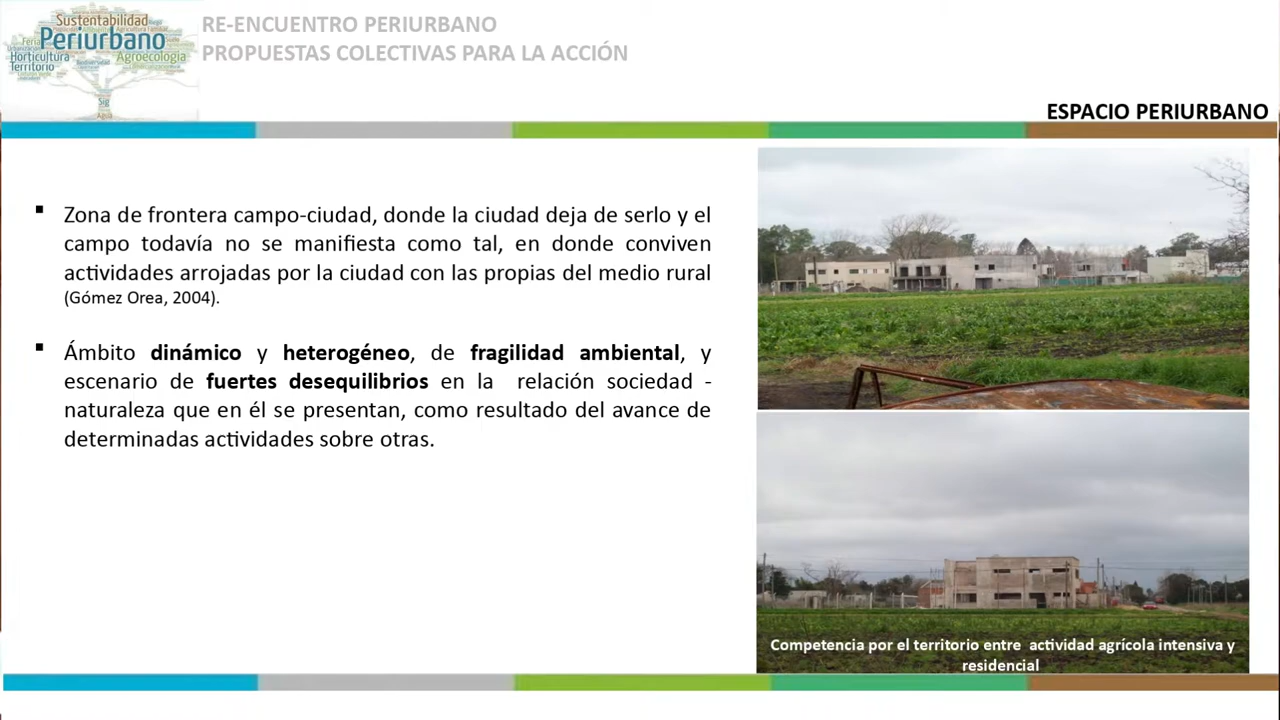 Sustentabilidad
Periurbano
Feria
Horticultura
Agroecología
Territorio
Sig
Agua
RE-ENCUENTRO PERIURBANO
PROPUESTAS COLECTIVAS PARA LA ACCIÓN
ESPACIO PERIURBANO
▪ Zona de frontera campo-ciudad, donde la ciudad deja de serlo y el
campo todavía no se manifiesta como tal, en donde conviven
actividades arrojadas por la ciudad con las propias del medio rural
(Gómez Orea, 2004).
▪ Ámbito dinámico y heterogéneo, de fragilidad ambiental, y
escenario de fuertes desequilibrios en la relación sociedad -
naturaleza que en él se presentan, como resultado del avance de
determinadas actividades sobre otras.
Competencia por el territorio entre actividad agrícola intensiva y
residencial